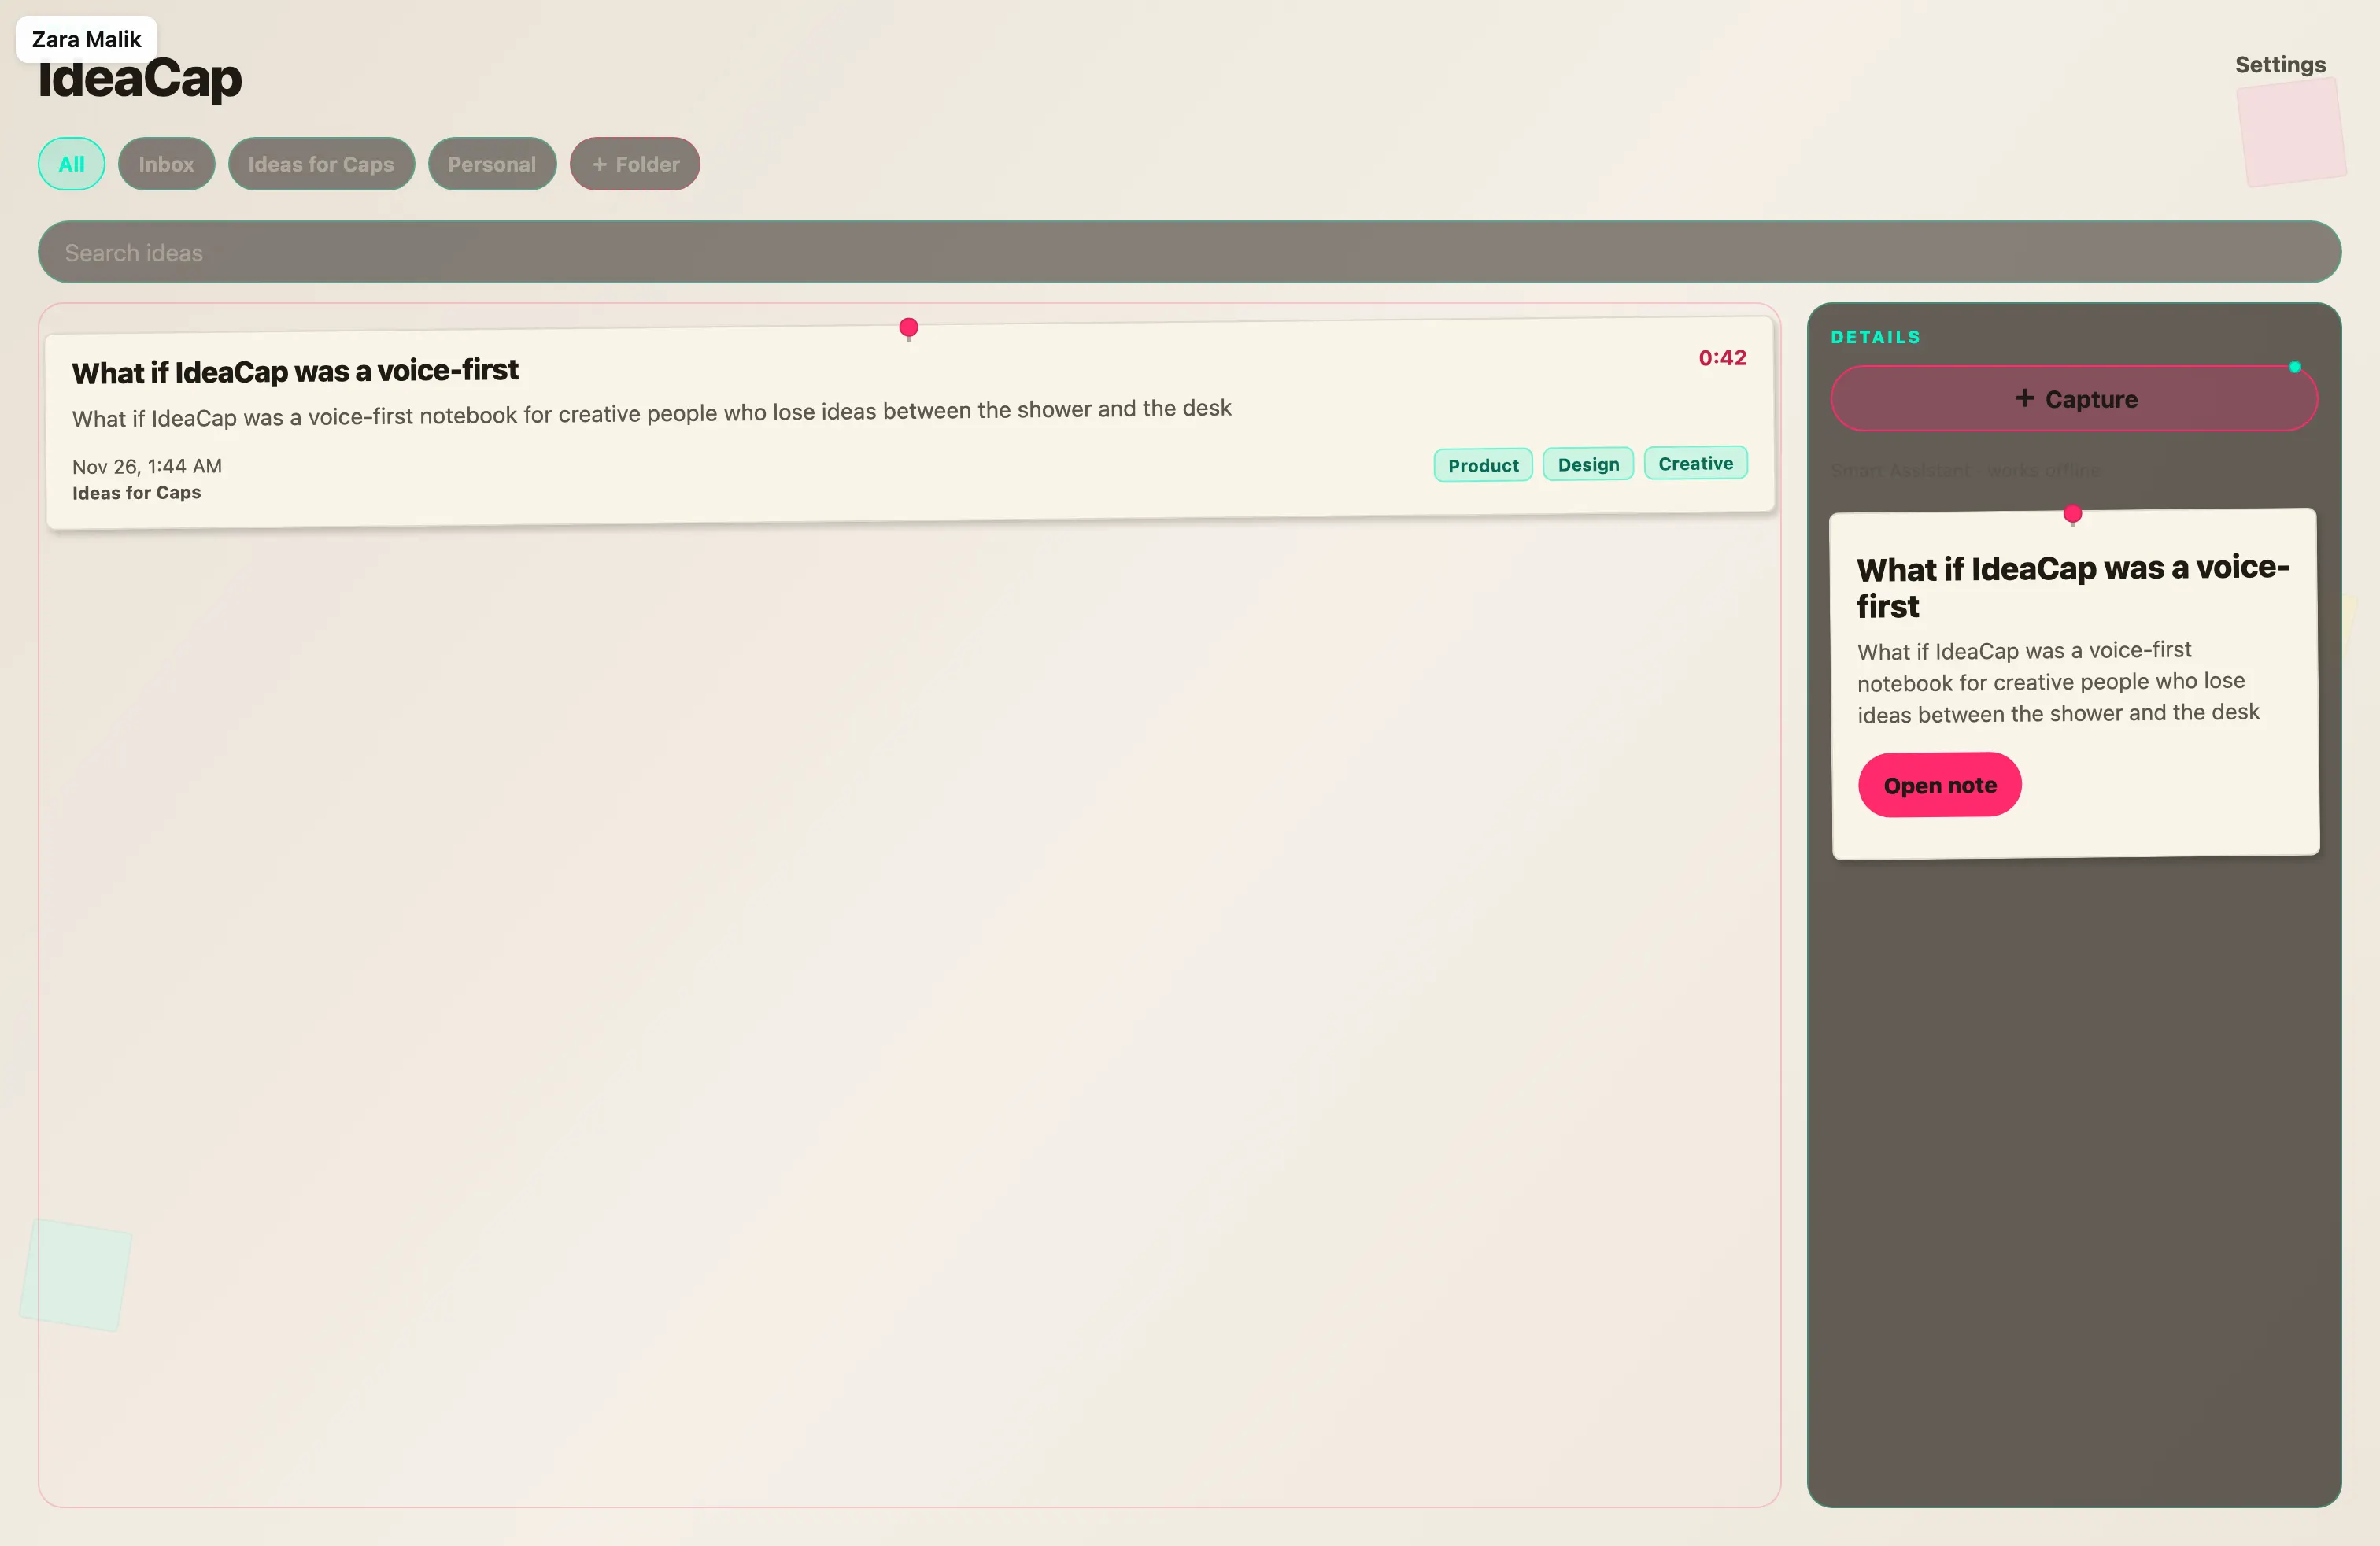 Zara Malik
IdeaCap
Settings
All
Inbox
Ideas for Caps
Personal
+ Folder
Search ideas
What if IdeaCap was a voice-first
0:42
What if IdeaCap was a voice-first notebook for creative people who lose ideas between the shower and the desk
Nov 26, 1:44 AM
Ideas for Caps
Product
Design
Creative
DETAILS
+ Capture
Smart Assistant · works offline
What if IdeaCap was a voice-
first
What if IdeaCap was a voice-first
notebook for creative people who lose
ideas between the shower and the desk
Open note